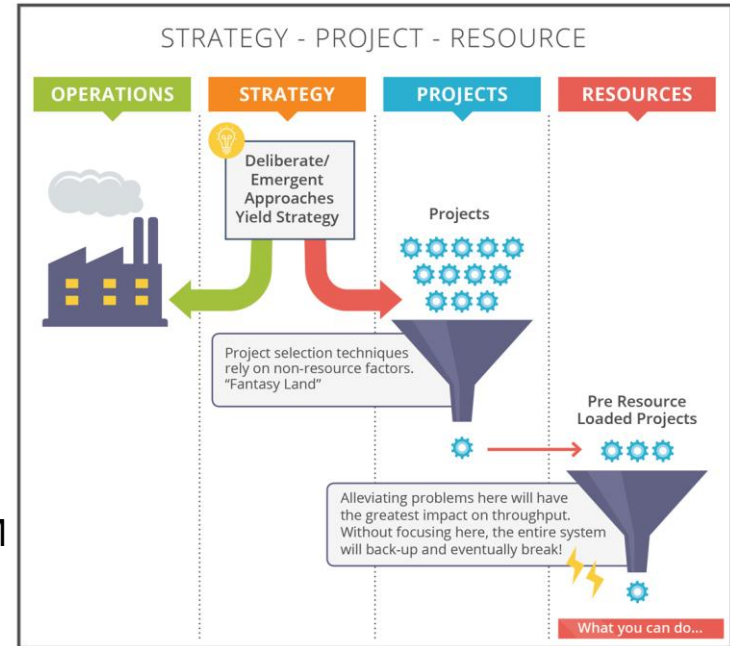 STRATEGY - PROJECT - RESOURCE
OPERATIONS
STRATEGY
PROJECTS
RESOURCES
Deliberate/
Emergent
Approaches
Yield Strategy
Projects
Project selection techniques
rely on non-resource factors.
"Fantasy Land"
Pre Resource
Loaded Projects
Alleviating problems here will have
the greatest impact on throughput.
Without focusing here, the entire system
will back-up and eventually break!
What you can do...